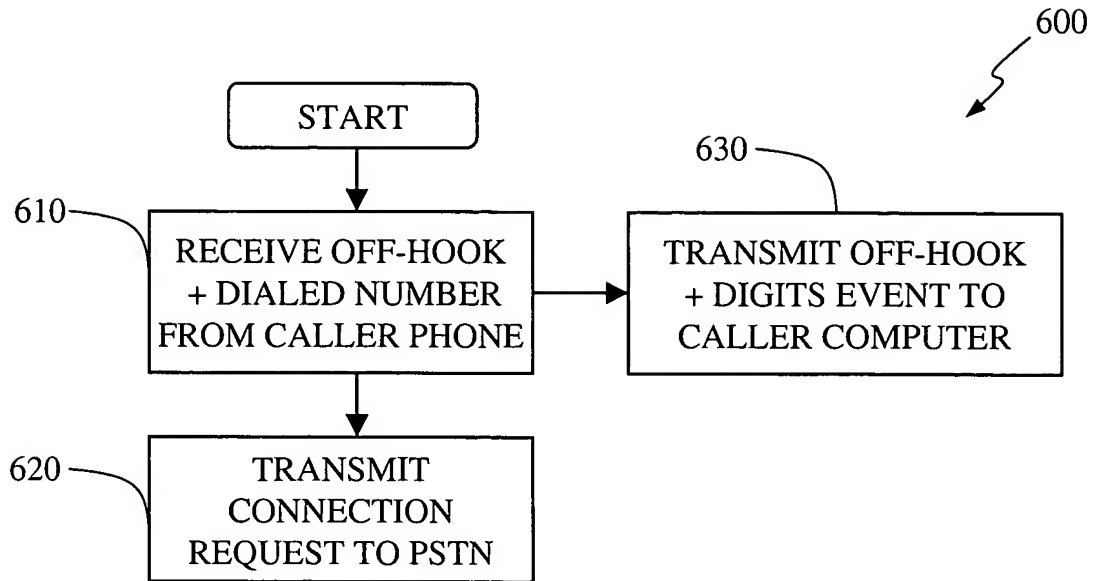 600
START
630
610
RECEIVE OFF-HOOK
+ DIALED NUMBER
FROM CALLER PHONE
TRANSMIT OFF-HOOK
+ DIGITS EVENT TO
CALLER COMPUTER
620
TRANSMIT
CONNECTION
REQUEST TO PSTN